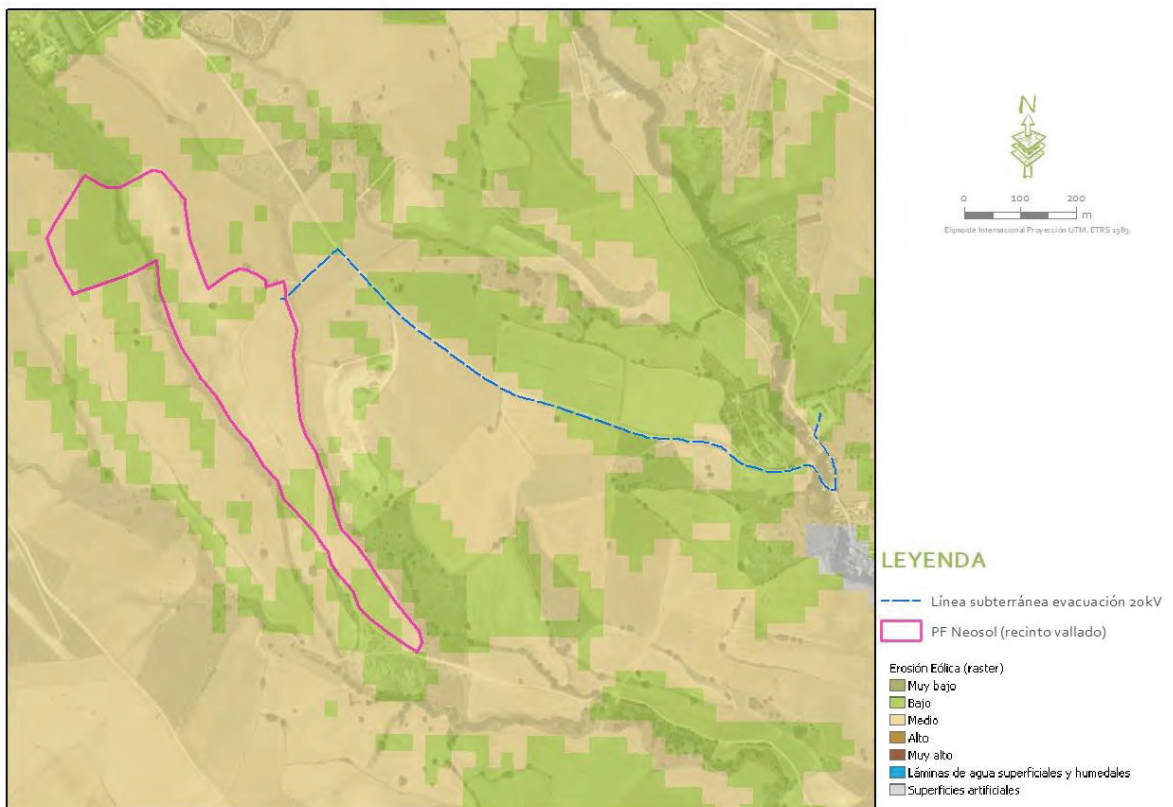 N
0 100 200
m
Elipsoide Internacional Proyección UTM. ETRS 1989.
LEYENDA
Línea subterránea evacuación 20kV
PF Neosol (recinto vallado)
Erosión Eólica (raster)
Muy bajo
Bajo
Medio
Alto
Muy alto
Láminas de agua superficiales y humedales
Superficies artificiales